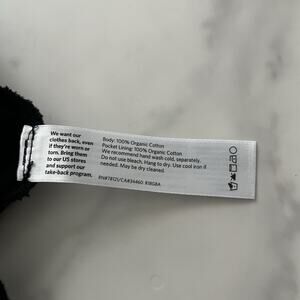 We want our
clothes back, even
if they're worn or
torn. Bring them
to our US stores
and support our
take-back program.
Body: 100% Organic Cotton
Pocket Lining: 100% Organic Cotton
We recommend hand wash cold, separately.
Do not use bleach. Hang to dry. Use cool iron if
needed. May be dry cleaned.